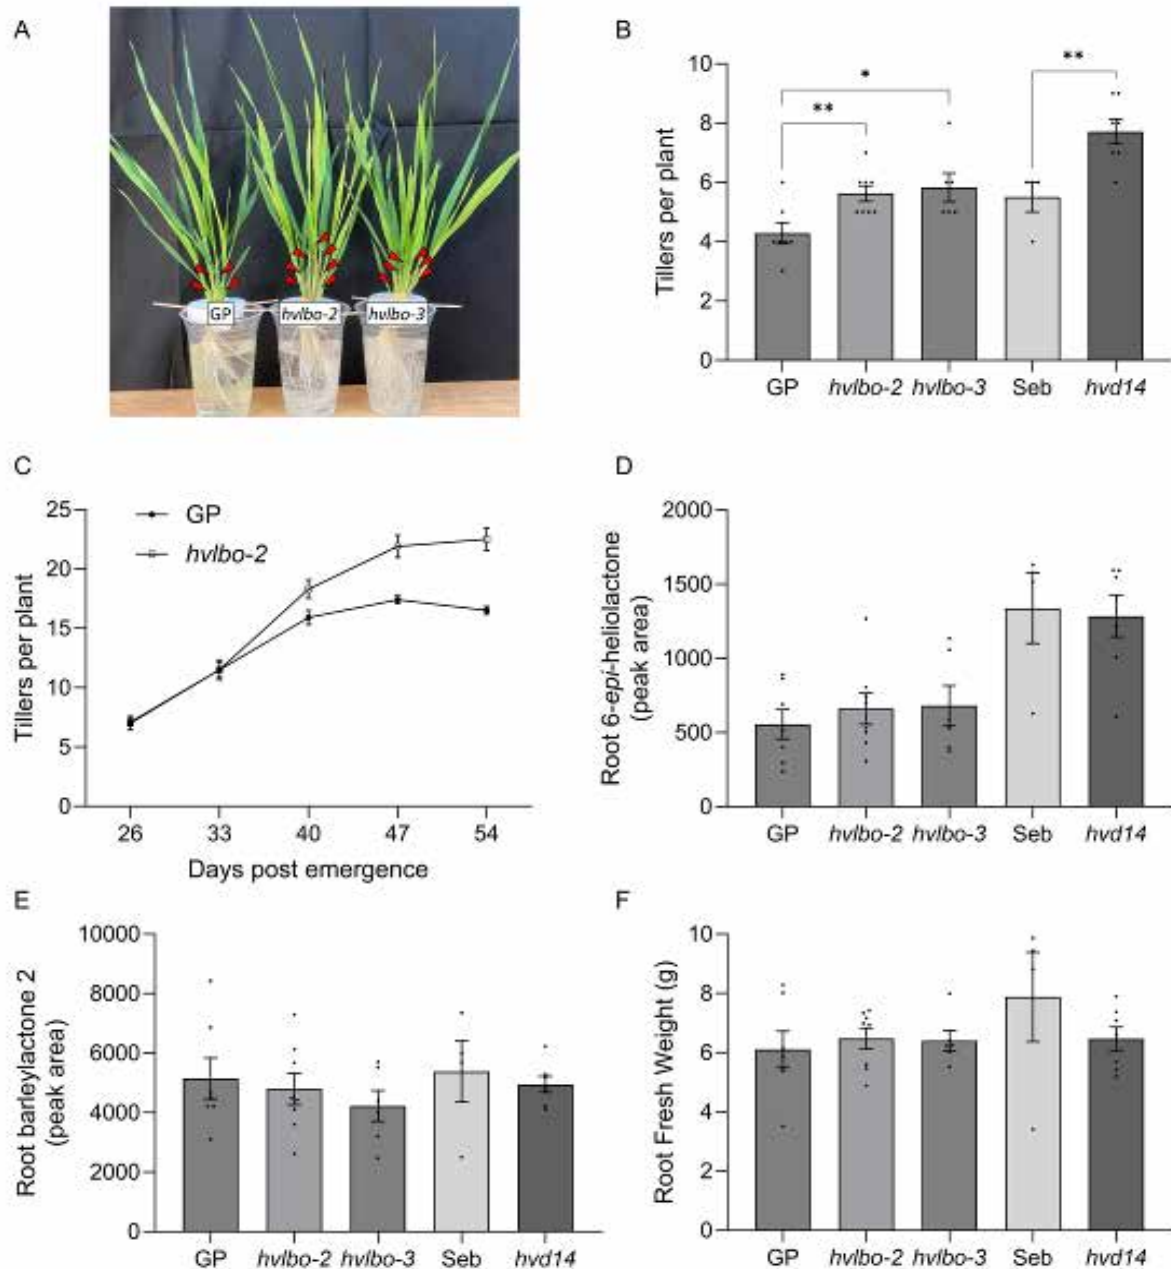 A
GP
hvlbo-2
hvlbo-3
B
Tillers per plant
10
8
6
4
2
0
**
*
**
GP hvlbo-2 hvlbo-3 Seb hvd14
C
Tillers per plant
25
20
15
10
5
0
GP
hvlbo-2
26 33 40 47 54
Days post emergence
D
Root 6-epi-heliolactone
(peak area)
2000
1500
1000
500
0
GP hvlbo-2 hvlbo-3 Seb hvd14
E
Root barleylactone 2
(peak area)
10000
8000
6000
4000
2000
0
GP hvlbo-2 hvlbo-3 Seb hvd14
F
Root Fresh Weight (g)
10
8
6
4
2
0
GP hvlbo-2 hvlbo-3 Seb hvd14